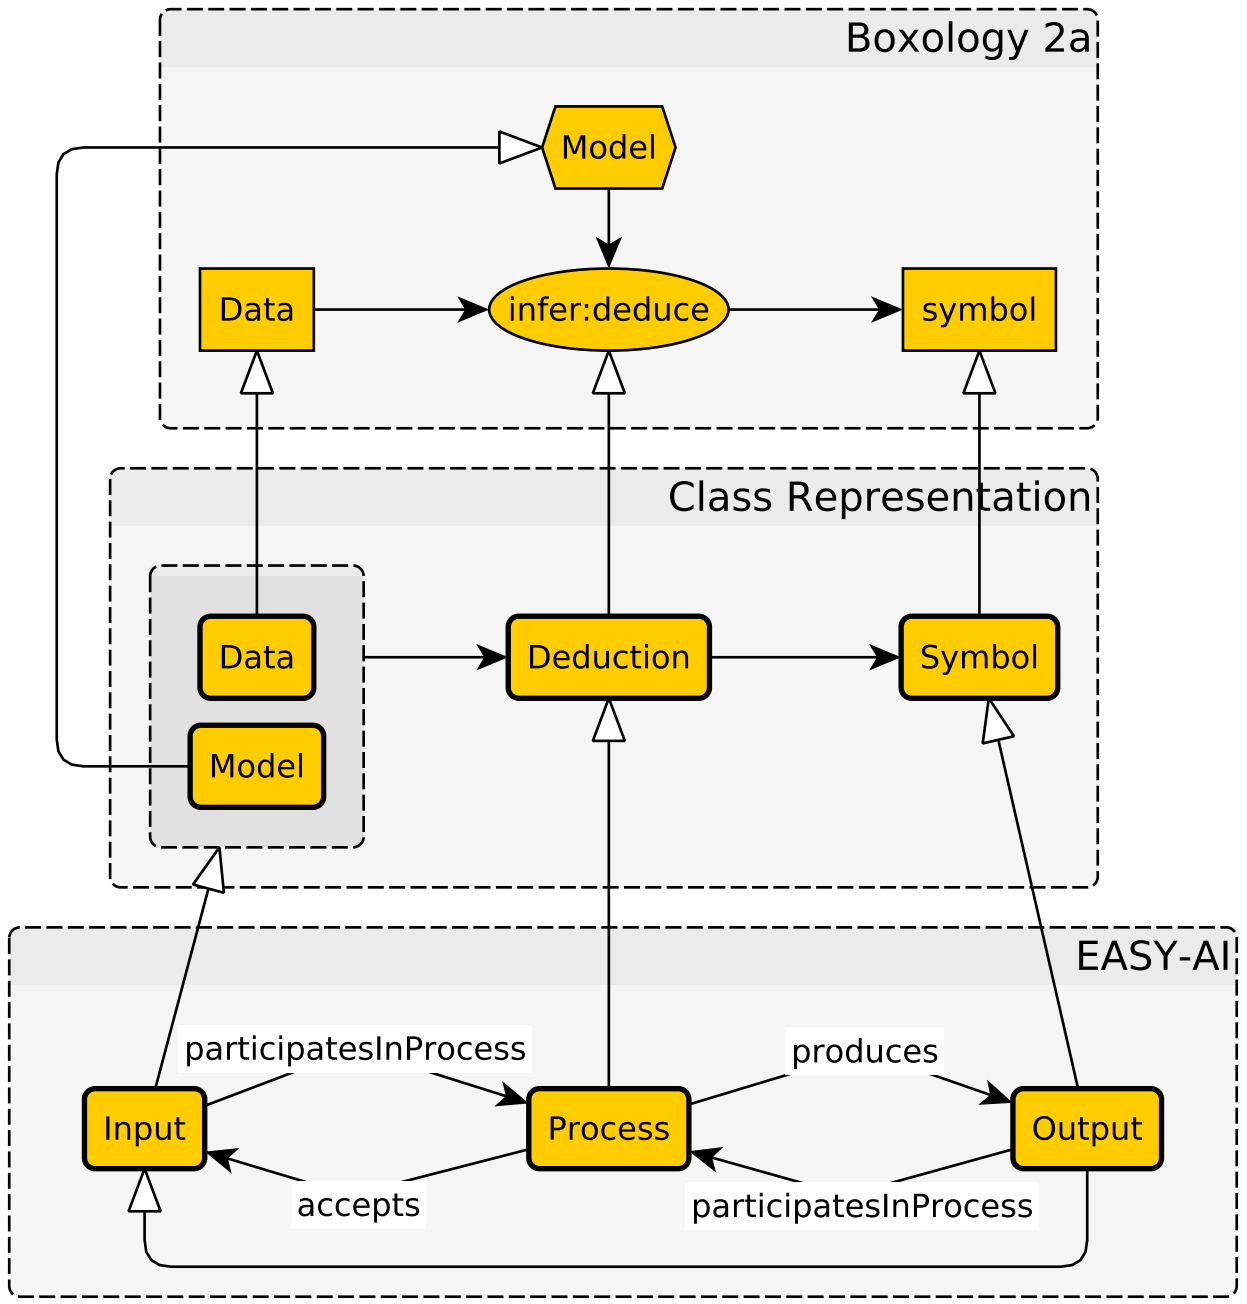 Boxology 2a
Model
Data
infer:deduce
symbol
Class Representation
Data
Deduction
Symbol
Model
EASY-AI
participatesInProcess
produces
Input
Process
Output
accepts
participatesInProcess